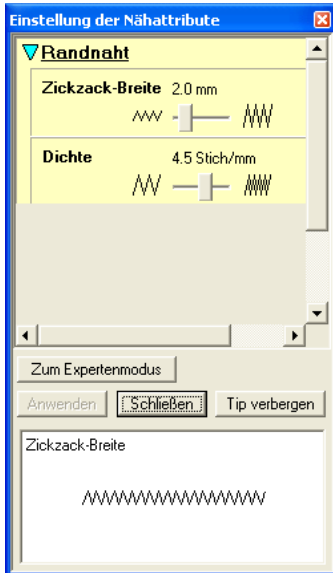 Einstellung der Nähattribute
Randnaht
Zickzack-Breite 2.0 mm
Dichte 4.5 Stich/mm
Zum Expertenmodus
Anwenden Schließen Tip verbergen
Zickzack-Breite